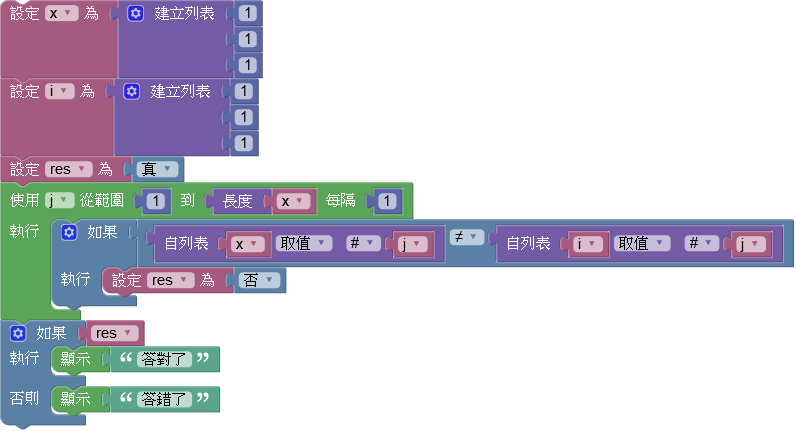 設定 x 為 建立列表 1
1
1
設定 i 為 建立列表 1
1
1
設定 res 為 真
使用 j 從範圍 1 到 長度 x 每隔 1
執行 如果 自列表 x 取值 # j ≠ 自列表 i 取值 # j
執行 設定 res 為 否
如果 res
執行 顯示 “ 答對了 ”
否則 顯示 “ 答錯了 ”